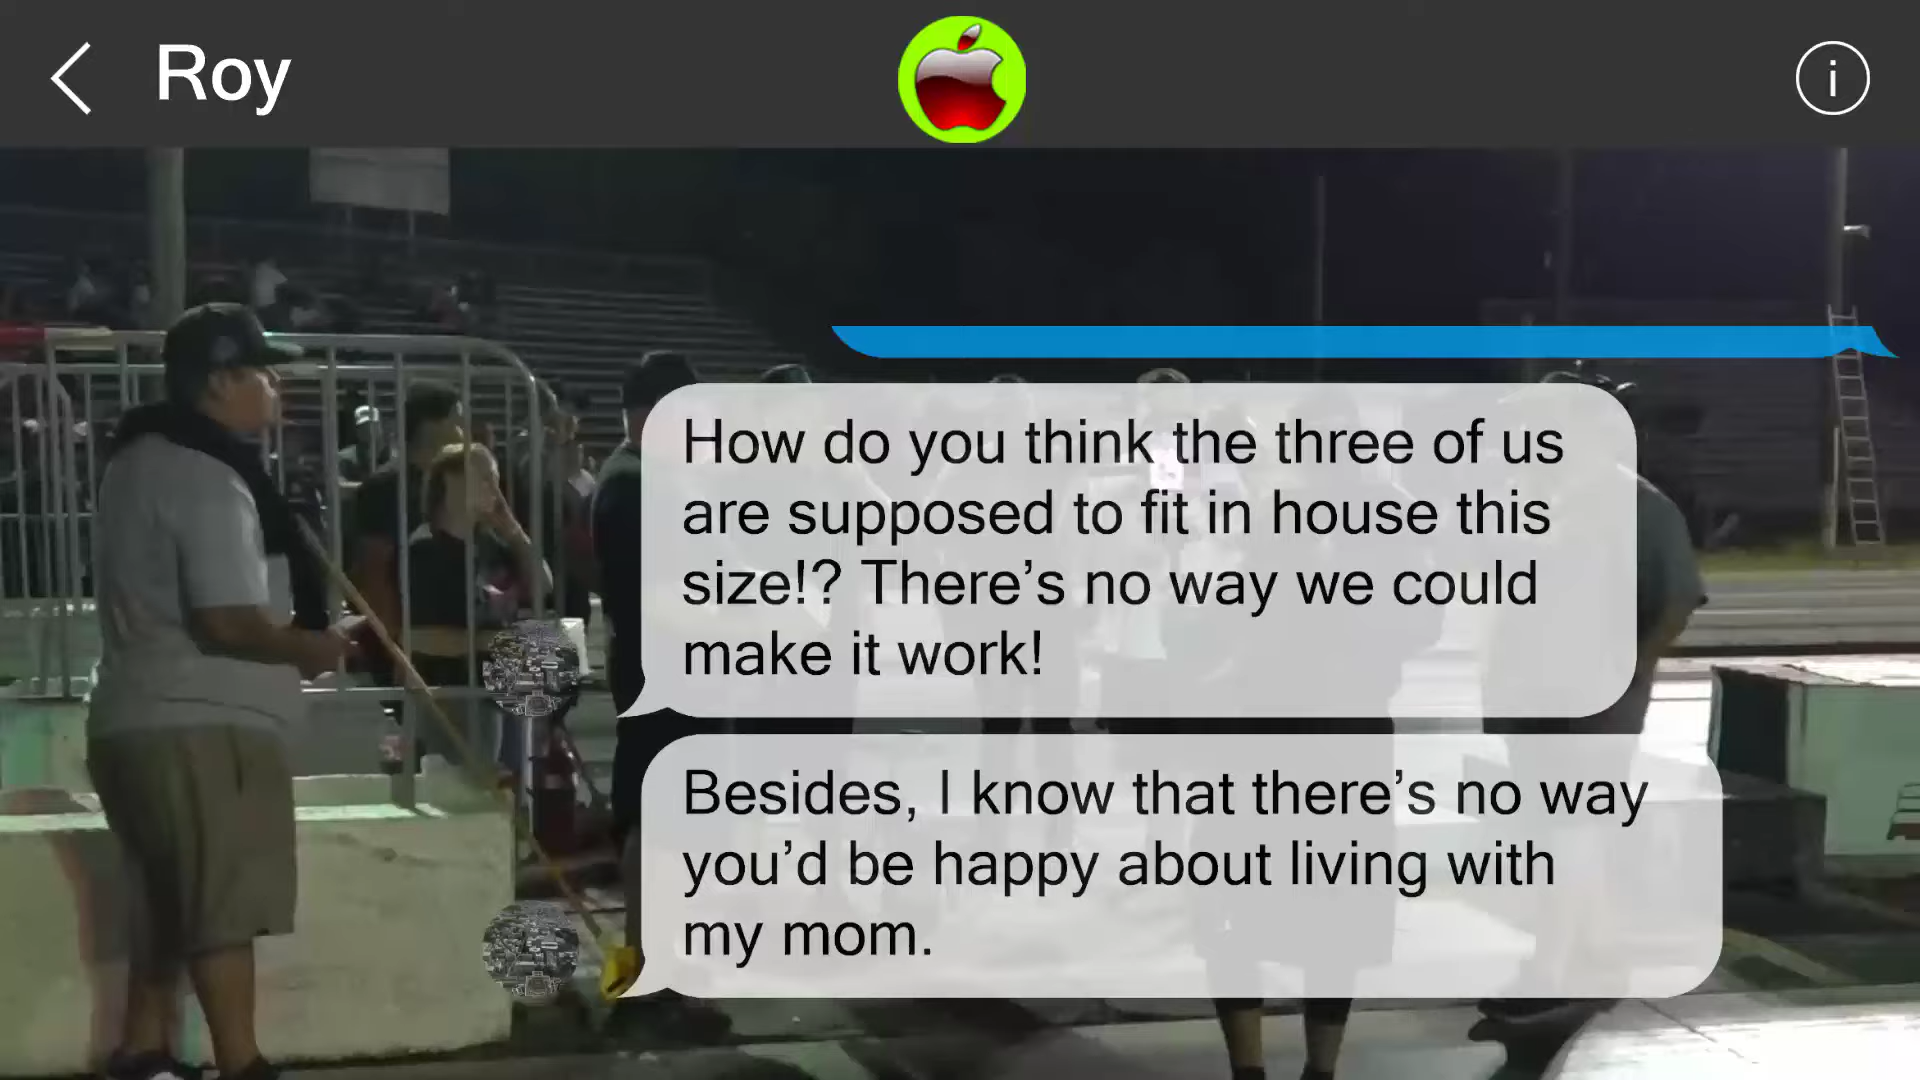 Roy
i
How do you think the three of us
are supposed to fit in house this
size!? There's no way we could
make it work!
Besides, I know that there's no way
you'd be happy about living with
my mom.